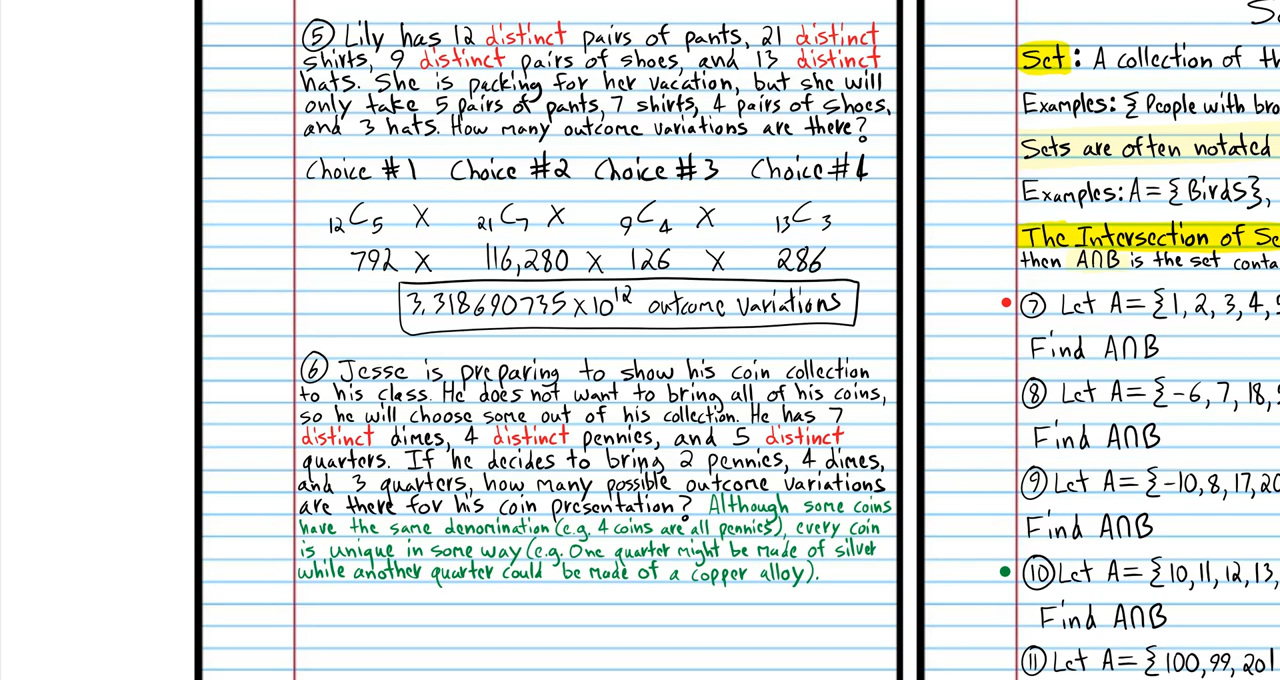 ⑤ Lily has 12 distinct pairs of pants, 21 distinct
shirts, 9 distinct pairs of shoes, and 13 distinct
hats. She is packing for her vacation, but she will
only take 5 pairs of pants, 7 shirts, 4 pairs of shoes,
and 3 hats. How many outcome variations are there?
Choice #1 Choice #2 Choice #3 Choice #4
₁₂C₅ X ₂₁C₇ X ₉C₄ X ₁₃C₃
792 X 116,280 X 126 X 286
3.318690735 X 10¹² outcome variations
⑥ Jesse is preparing to show his coin collection
to his class. He does not want to bring all of his coins,
so he will choose some out of his collection. He has 7
distinct dimes, 4 distinct pennies, and 5 distinct
quarters. If he decides to bring 2 pennies, 4 dimes,
and 3 quarters, how many possible outcome variations
are there for his coin presentation? Although some coins
have the same denomination (e.g. 4 coins are all pennies), every coin
is unique in some way (e.g. One quarter might be made of silver
while another quarter could be made of a copper alloy).
Set: A collection of th
Examples: { People with bro
Sets are often notated
Examples: A = {Birds},
The Intersection of Se
then A∩B is the set conta
⑦ Let A = {1, 2, 3, 4,
Find A∩B
⑧ Let A = {-6, 7, 18,
Find A∩B
⑨ Let A = {-10, 8, 17, 20
Find A∩B
⑩ Let A = {10, 11, 12, 13,
Find A∩B
⑪ Let A = {100, 99, 201